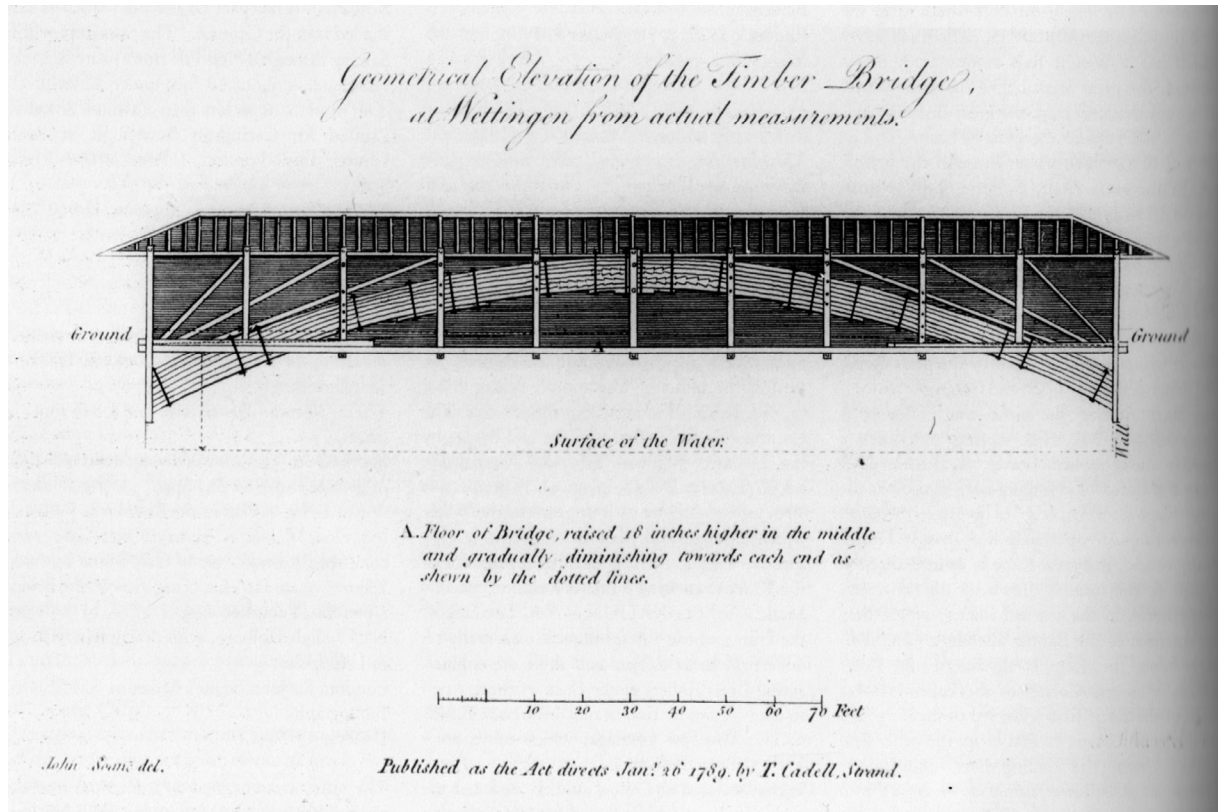 Geometrical Elevation of the Timber Bridge,
at Wettingen from actual measurements.
Ground
Ground
A
Surface of the Water.
Wall
A. Floor of Bridge, raised 18 inches higher in the middle
and gradually diminishing towards each end as
shewn by the dotted lines.
10 20 30 40 50 60 70 Feet
John del.
Published as the Act directs Jan.y 26 1789. by T. Cadell, Strand.